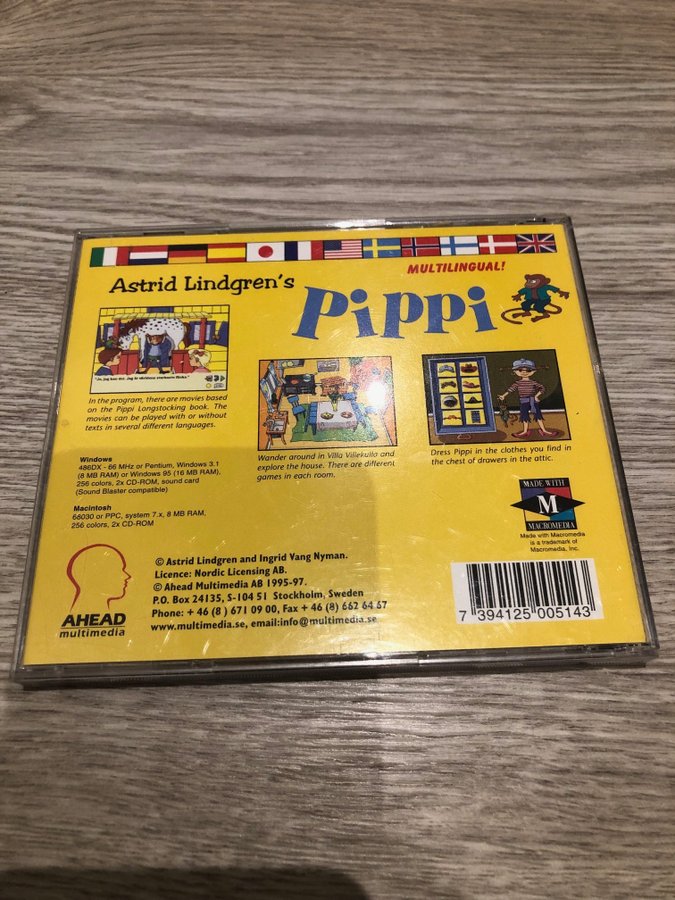 MULTILINGUAL!
Astrid Lindgren's
Pippi
In the program, there are movies based
on the Pippi Longstocking book. The
movies can be played with or without
texts in several different languages.
Wander around in Villa Villekulla and
explore the house. There are different
games in each room.
Dress Pippi in the clothes you find in
the chest of drawers in the attic.
Windows
486DX - 66 MHz or Pentium, Windows 3.1
(8 MB RAM) or Windows 95 (16 MB RAM),
256 colors, 2x CD-ROM, sound card
(Sound Blaster compatible)
Macintosh
68030 or PPC, system 7.x, 8 MB RAM,
256 colors, 2x CD-ROM
MADE WITH
M
MACROMEDIA
Made with Macromedia
is a trademark of
Macromedia, Inc.
AHEAD
multimedia
© Astrid Lindgren and Ingrid Vang Nyman.
Licence: Nordic Licensing AB.
© Ahead Multimedia AB 1995-97.
P.O. Box 24135, S-104 51 Stockholm, Sweden
Phone: + 46 (8) 671 09 00, Fax + 46 (8) 662 64 67
www.multimedia.se, email:info@multimedia.se
7 394125 005143